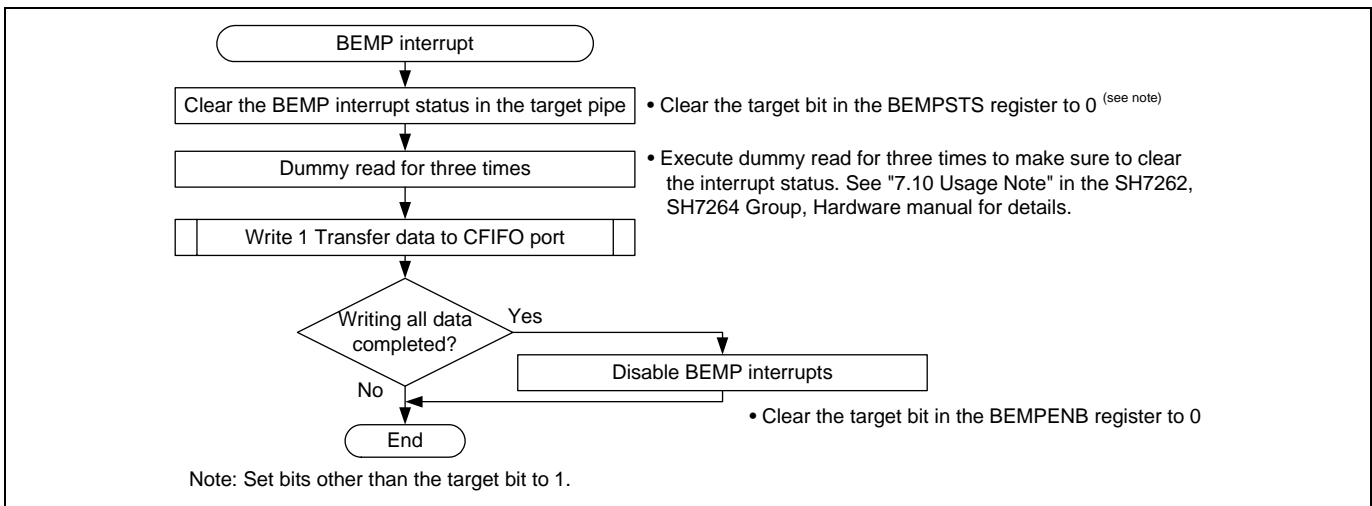 BEMP interrupt
Clear the BEMP interrupt status in the target pipe
• Clear the target bit in the BEMPSTS register to 0 (see note)
Dummy read for three times
• Execute dummy read for three times to make sure to clear
the interrupt status. See "7.10 Usage Note" in the SH7262,
SH7264 Group, Hardware manual for details.
Write 1 Transfer data to CFIFO port
Writing all data
completed?
Yes
Disable BEMP interrupts
No
• Clear the target bit in the BEMPENB register to 0
End
Note: Set bits other than the target bit to 1.